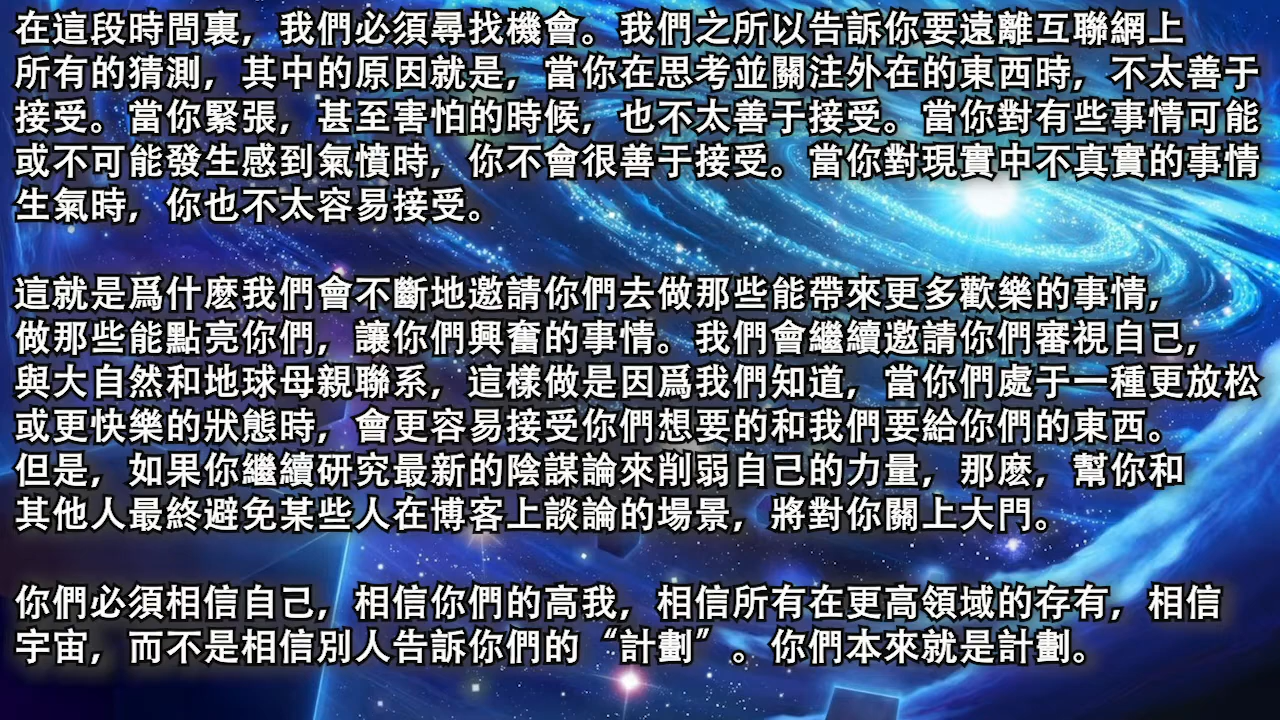 在這段時間裏，我們必須尋找機會。我們之所以告訴你要遠離互聯網上
所有的猜測，其中的原因就是，當你在思考並關注外在的東西時，不太善于
接受。當你緊張，甚至害怕的時候，也不太善于接受。當你對有些事情可能
或不可能發生感到氣憤時，你不會很善于接受。當你對現實中不真實的事情
生氣時，你也不太容易接受。
這就是爲什麽我們會不斷地邀請你們去做那些能帶來更多歡樂的事情，
做那些能點亮你們，讓你們興奮的事情。我們會繼續邀請你們審視自己，
與大自然和地球母親聯系，這樣做是因爲我們知道，當你們處于一種更放松
或更快樂的狀態時，會更容易接受你們想要的和我們要給你們的東西。
但是，如果你繼續研究最新的陰謀論來削弱自己的力量，那麽，幫你和
其他人最終避免某些人在博客上談論的場景，將對你關上大門。
你們必須相信自己，相信你們的高我，相信所有在更高領域的存有，相信
宇宙，而不是相信別人告訴你們的“計劃”。你們本來就是計劃。